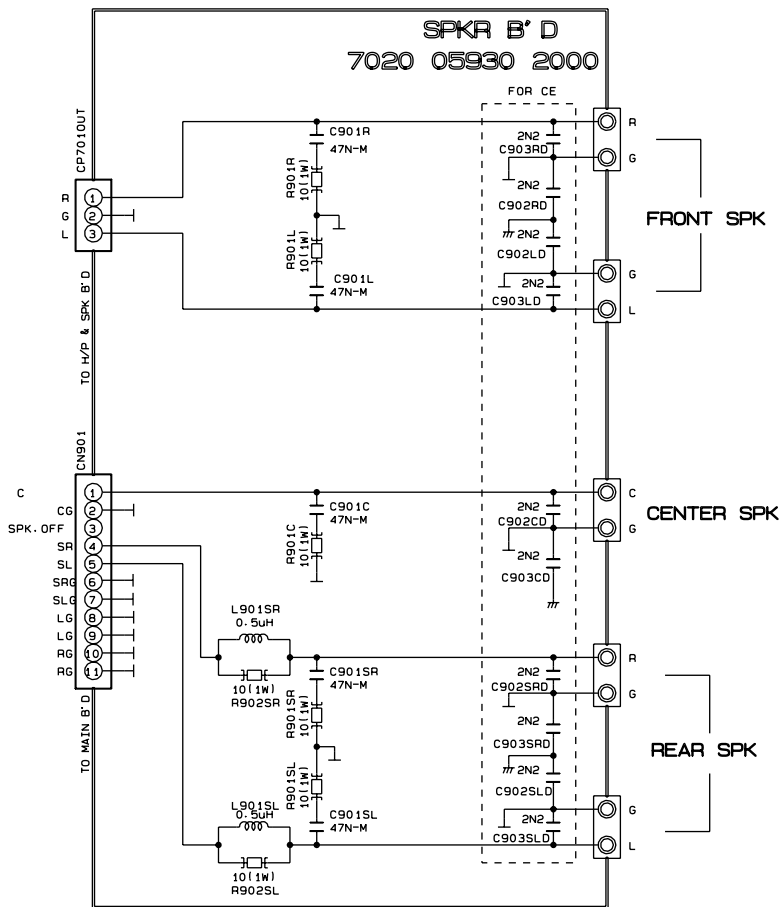 SPKR B'D
7020 05930 2000
FOR CE
CP7010UT
R 1
G 2
L 3
TO H/P & SPK B'D
C901R
47N-M
R901R
10(1W)
R901L
10(1W)
C901L
47N-M
2N2
C903RD
2N2
C902RD
2N2
C902LD
2N2
C903LD
R
G
FRONT SPK
G
L
CN901
C 1
CG 2
SPK.OFF 3
SR 4
SL 5
SRG 6
SLG 7
LG 8
LG 9
RG 10
RG 11
TO MAIN B'D
C901C
47N-M
R901C
10(1W)
2N2
C902CD
2N2
C903CD
C
G
CENTER SPK
L901SR
0.5uH
10(1W)
R902SR
C901SR
47N-M
R901SR
10(1W)
R901SL
10(1W)
C901SL
47N-M
L901SL
0.5uH
10(1W)
R902SL
2N2
C902SRD
2N2
C903SRD
2N2
C902SLD
2N2
C903SLD
R
G
REAR SPK
G
L